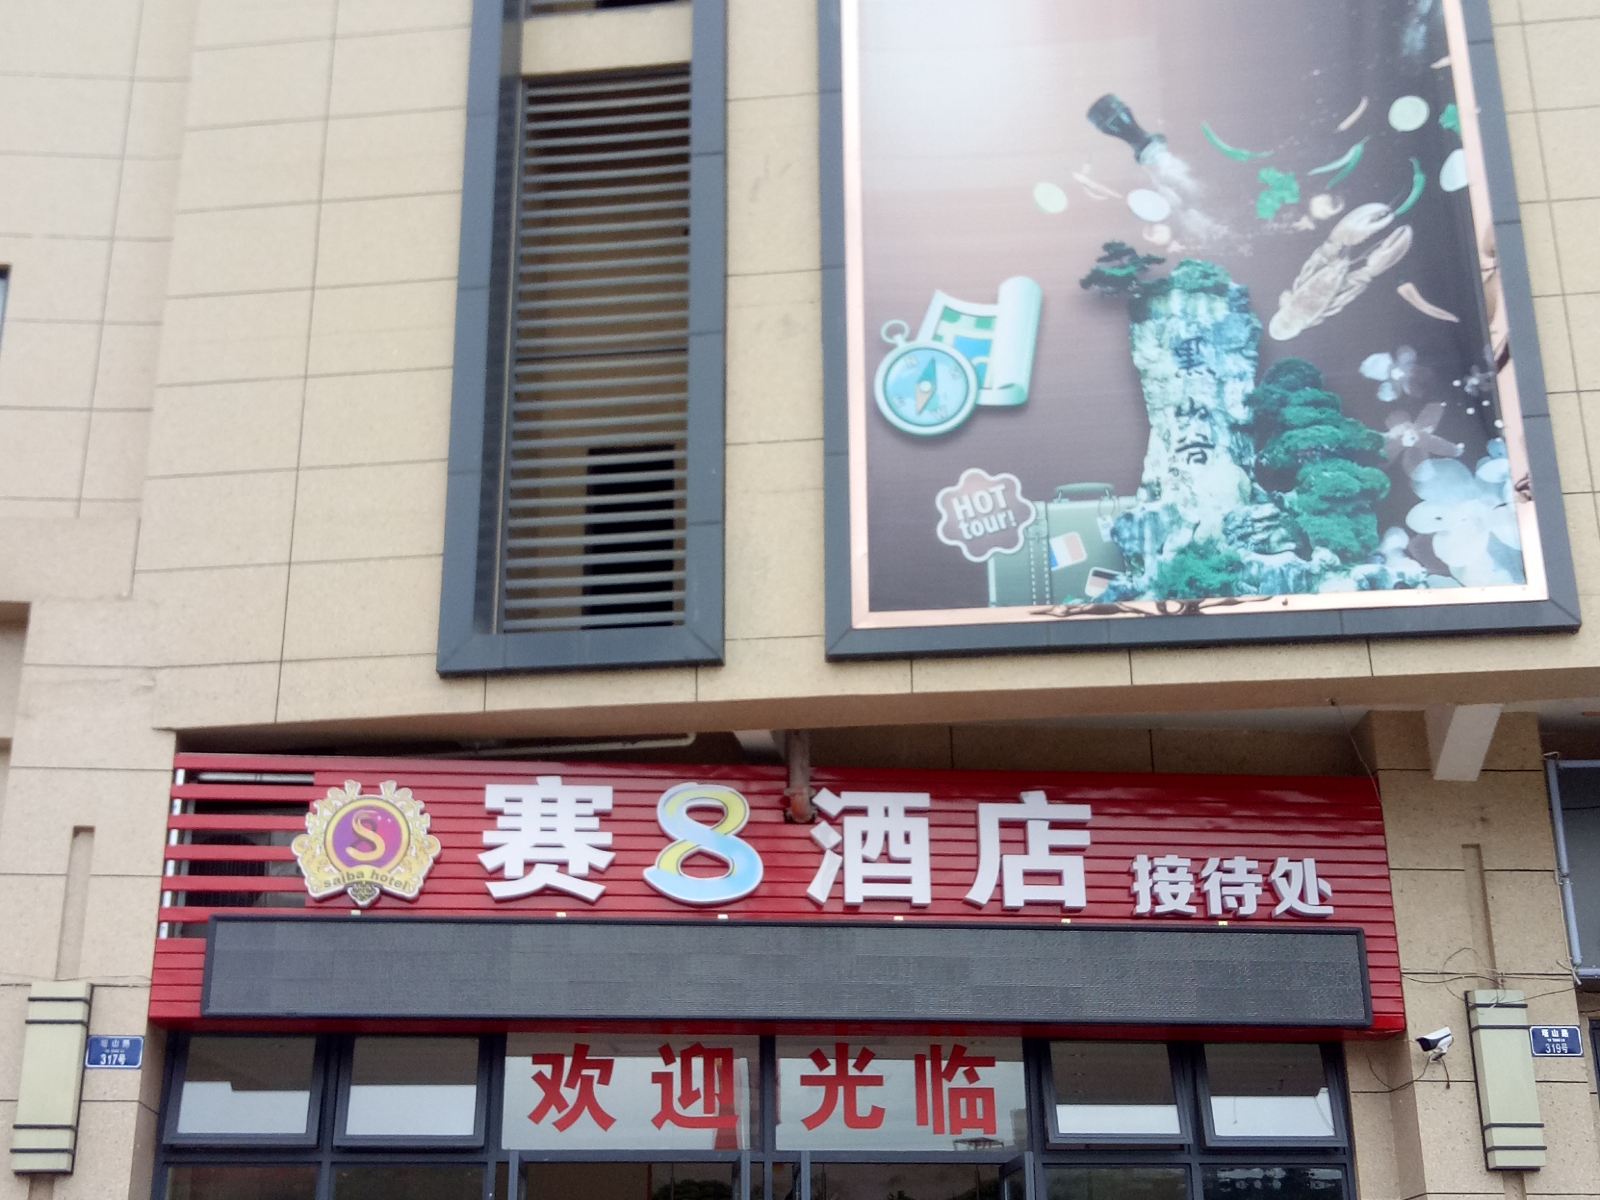 HOT
tour!
saiba hotel
赛8酒店 接待处
317号
319号
欢迎光临